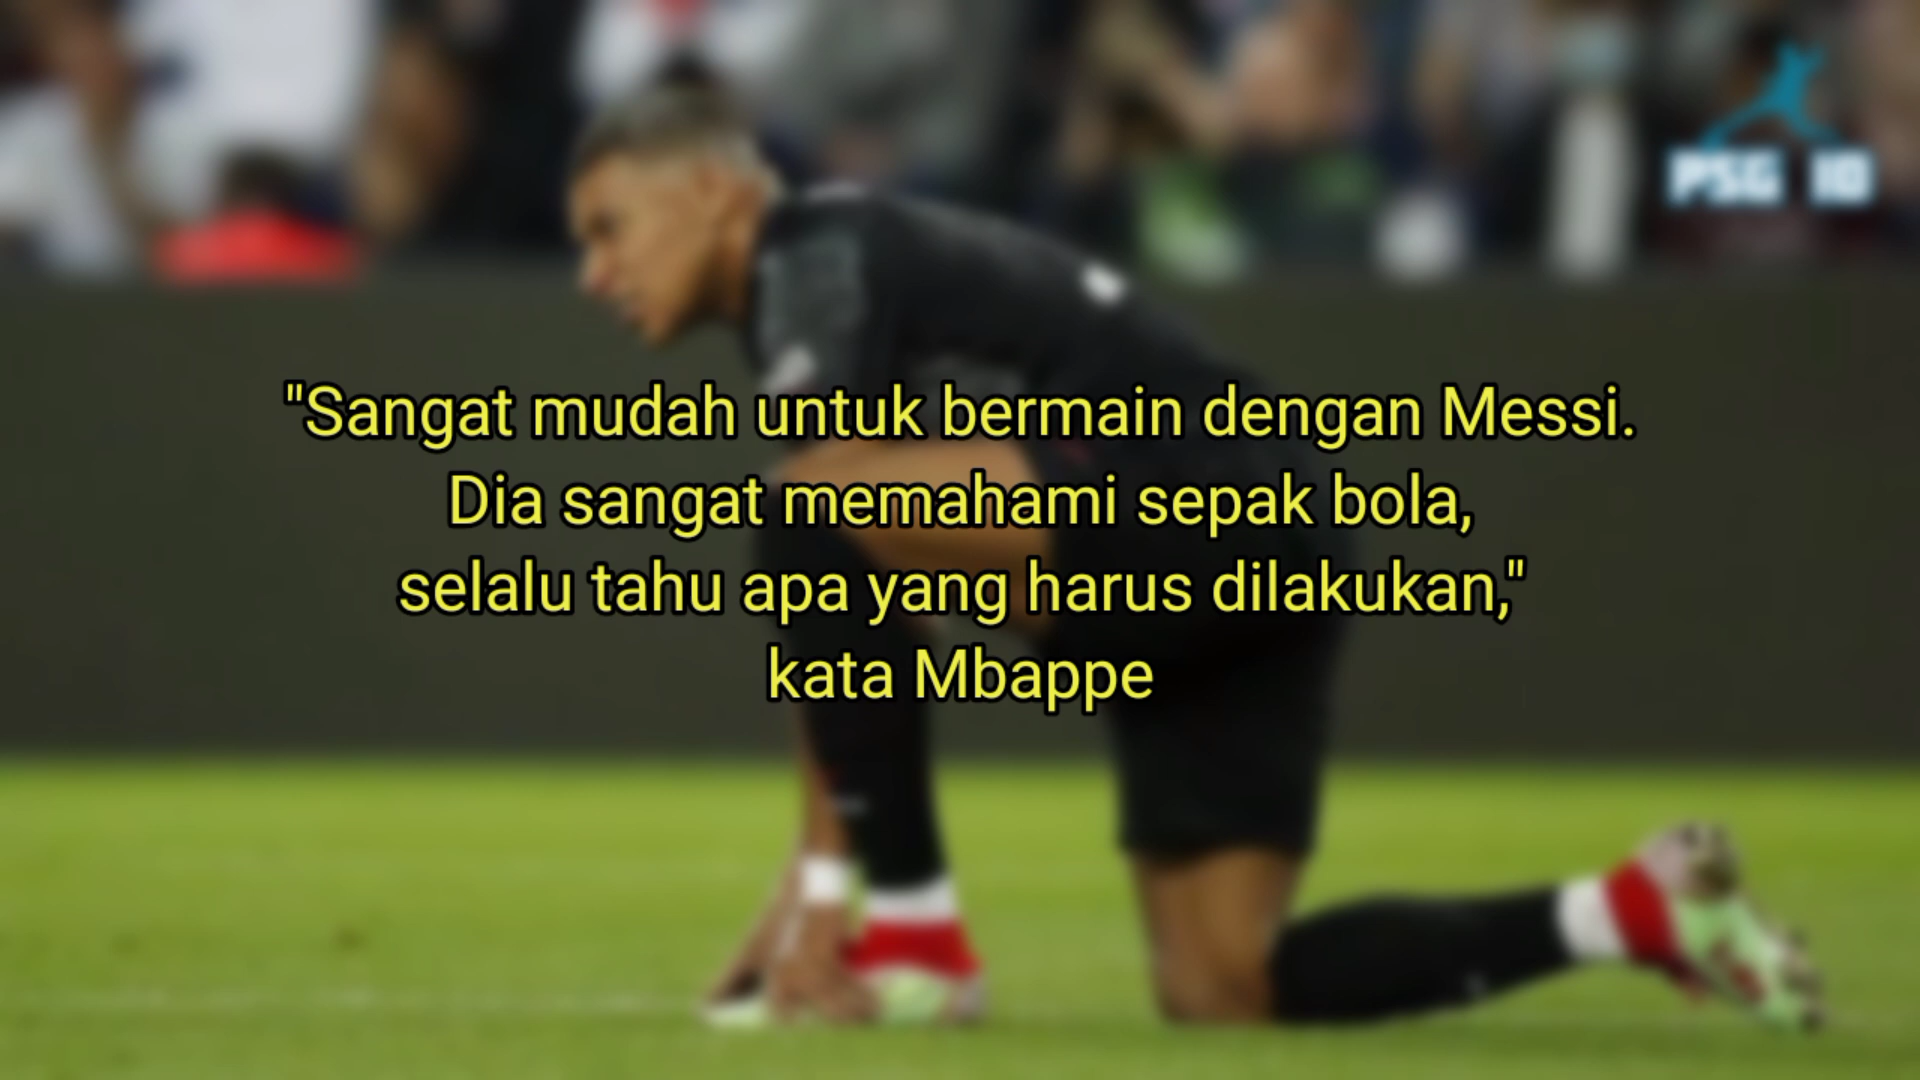 PSG ID
"Sangat mudah untuk bermain dengan Messi.
Dia sangat memahami sepak bola,
selalu tahu apa yang harus dilakukan,"
kata Mbappe